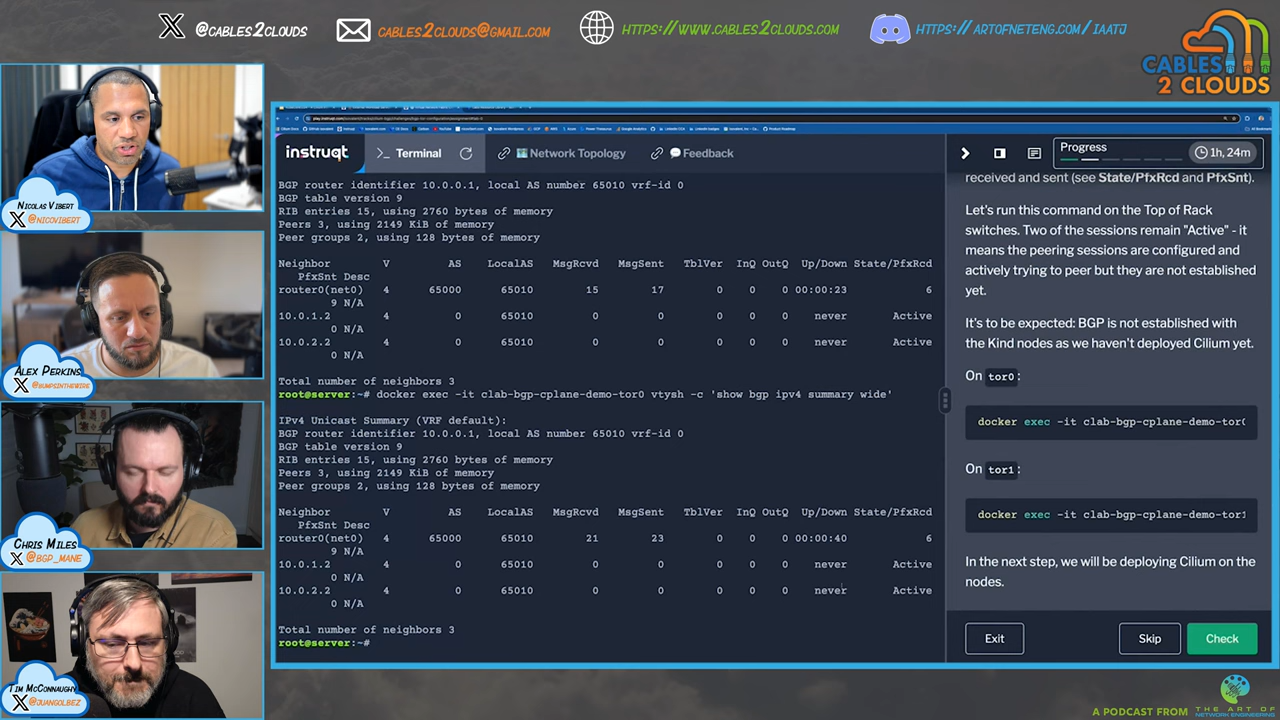 @CABLES2CLOUDS
CABLES2CLOUDS@GMAIL.COM
HTTPS://WWW.CABLES2CLOUDS.COM
HTTPS://ARTOFNETENG.COM/IAATJ
CABLES
2 CLOUDS
NICOLAS VIBERT
@NICOVIBERT
ALEX PERKINS
@BUMPSINTHEWIRE
CHRIS MILES
@BGP_MANE
TIM MCCONNAUGHY
@JUANGOLBEZ
instruqt
>_ Terminal
Network Topology
Feedback
BGP router identifier 10.0.0.1, local AS number 65010 vrf-id 0
BGP table version 9
RIB entries 15, using 2760 bytes of memory
Peers 3, using 2149 KiB of memory
Peer groups 2, using 128 bytes of memory
Neighbor V AS LocalAS MsgRcvd MsgSent TblVer InQ OutQ Up/Down State/PfxRcd
PfxSnt Desc
router0(net0) 4 65000 65010 15 17 0 0 0 00:00:23 6
9 N/A
10.0.1.2 4 0 65010 0 0 0 0 0 never Active
0 N/A
10.0.2.2 4 0 65010 0 0 0 0 0 never Active
0 N/A
Total number of neighbors 3
root@server:~# docker exec -it clab-bgp-cplane-demo-tor0 vtysh -c 'show bgp ipv4 summary wide'
IPv4 Unicast Summary (VRF default):
BGP router identifier 10.0.0.1, local AS number 65010 vrf-id 0
BGP table version 9
RIB entries 15, using 2760 bytes of memory
Peers 3, using 2149 KiB of memory
Peer groups 2, using 128 bytes of memory
Neighbor V AS LocalAS MsgRcvd MsgSent TblVer InQ OutQ Up/Down State/PfxRcd
PfxSnt Desc
router0(net0) 4 65000 65010 21 23 0 0 0 00:00:40 6
9 N/A
10.0.1.2 4 0 65010 0 0 0 0 0 never Active
0 N/A
10.0.2.2 4 0 65010 0 0 0 0 0 never Active
0 N/A
Total number of neighbors 3
root@server:~#
Progress
1h, 24m
received and sent (see State/PfxRcd and PfxSnt).
Let's run this command on the Top of Rack
switches. Two of the sessions remain "Active" - it
means the peering sessions are configured and
actively trying to peer but they are not established
yet.
It's to be expected: BGP is not established with
the Kind nodes as we haven't deployed Cilium yet.
On tor0:
docker exec -it clab-bgp-cplane-demo-tor0
On tor1:
docker exec -it clab-bgp-cplane-demo-tor1
In the next step, we will be deploying Cilium on the
nodes.
Exit
Skip
Check
A PODCAST FROM
THE ART OF
NETWORK ENGINEERING